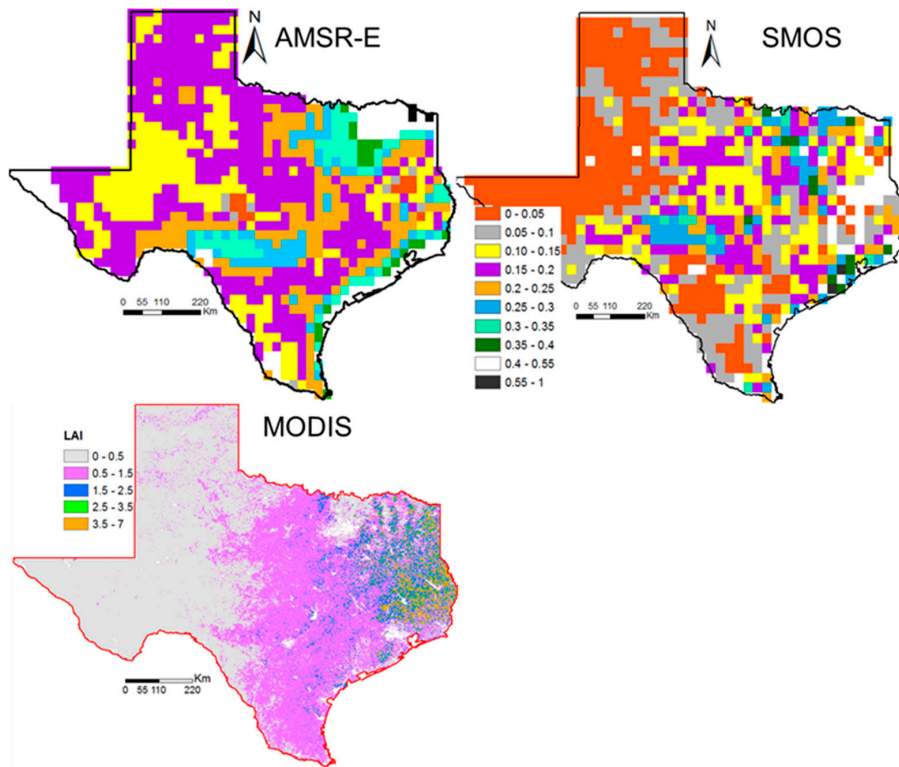 N
AMSR-E
0 55 110 220
Km
N
SMOS
0 - 0.05
0.05 - 0.1
0.10 - 0.15
0.15 - 0.2
0.2 - 0.25
0.25 - 0.3
0.3 - 0.35
0.35 - 0.4
0.4 - 0.55
0.55 - 1
0 55 110 220
Km
MODIS
LAI
0 - 0.5
0.5 - 1.5
1.5 - 2.5
2.5 - 3.5
3.5 - 7
Km
0 55 110 220